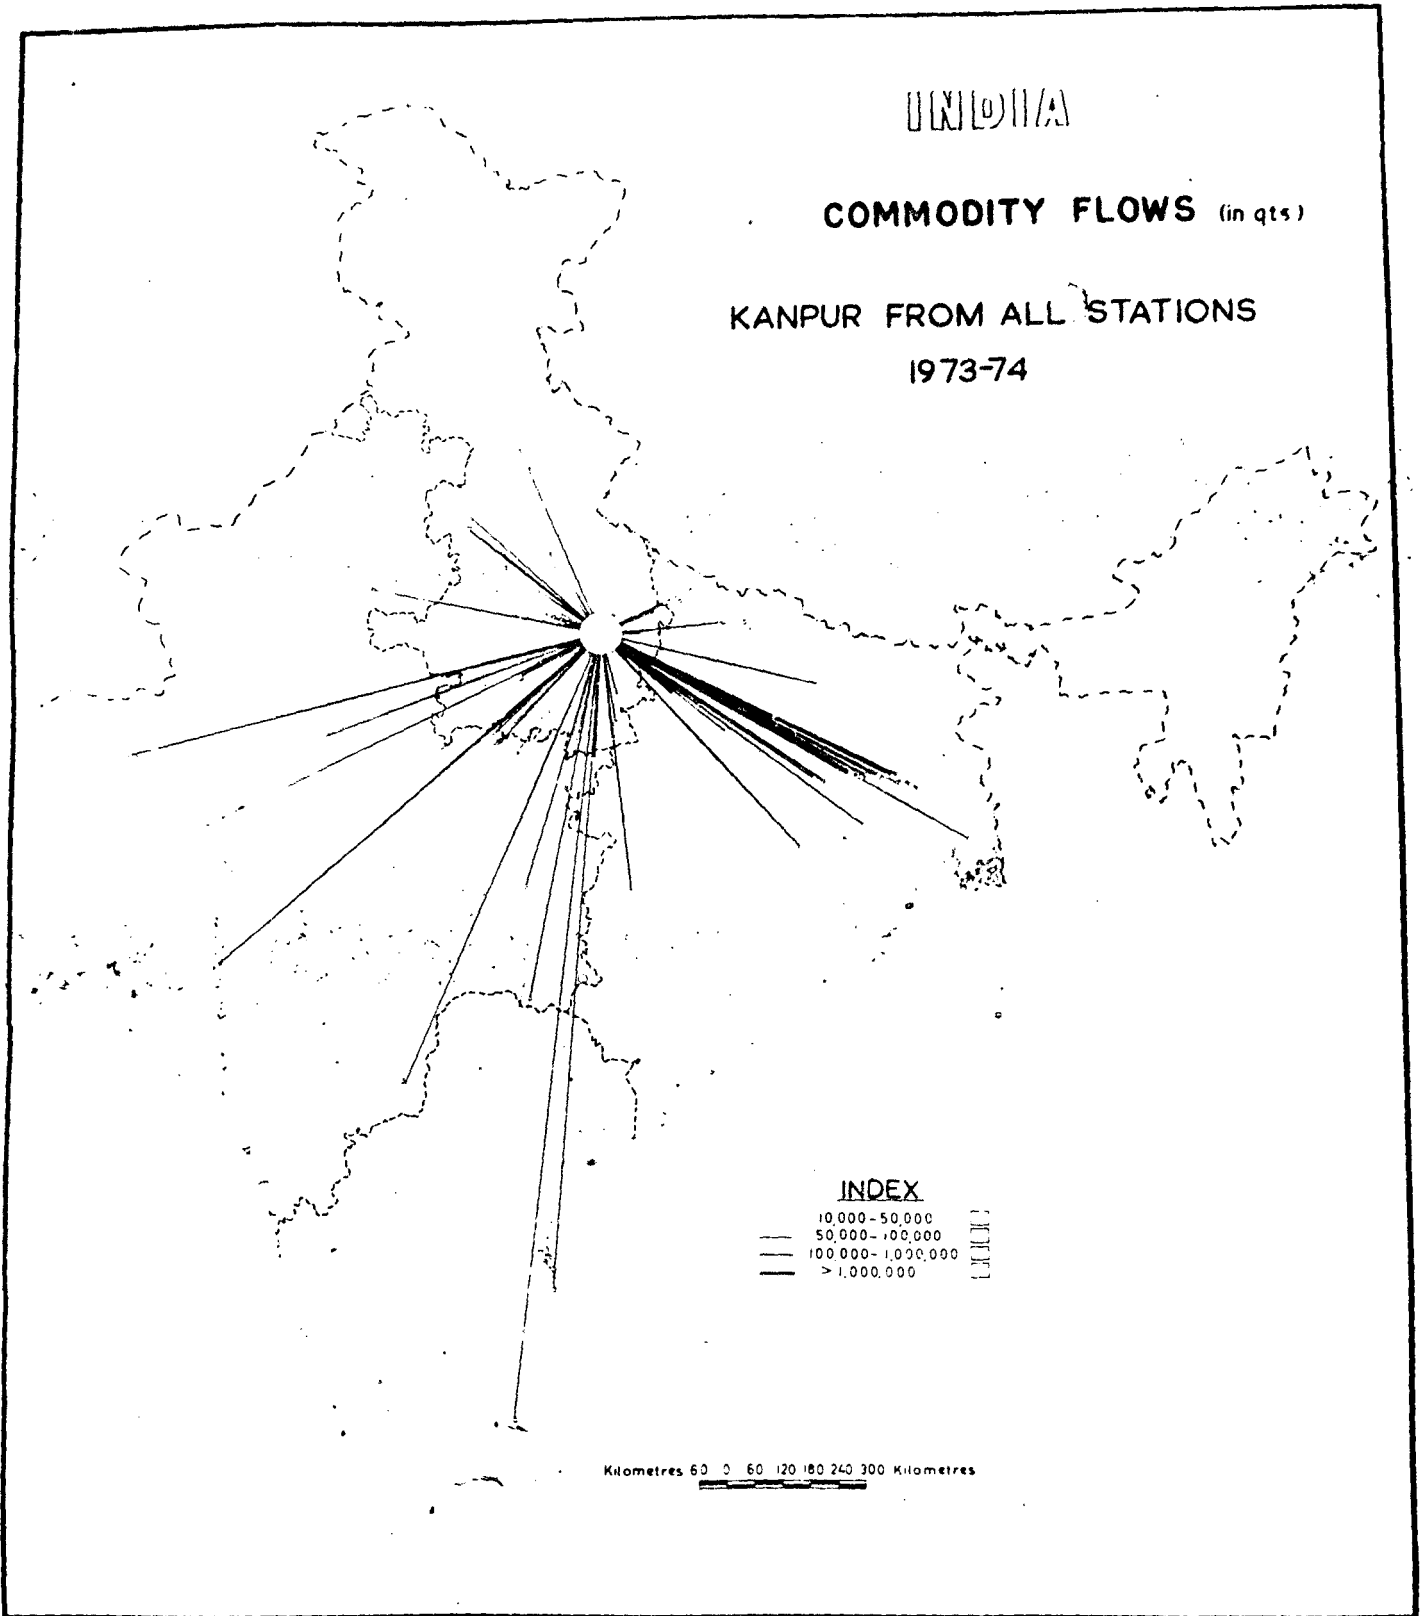 INDIA
COMMODITY FLOWS (in qts)
KANPUR FROM ALL STATIONS
1973-74
INDEX
10,000-50,000
50,000-100,000
100,000-1,000,000
>1,000,000
Kilometres 60 0 60 120 180 240 300 Kilometres